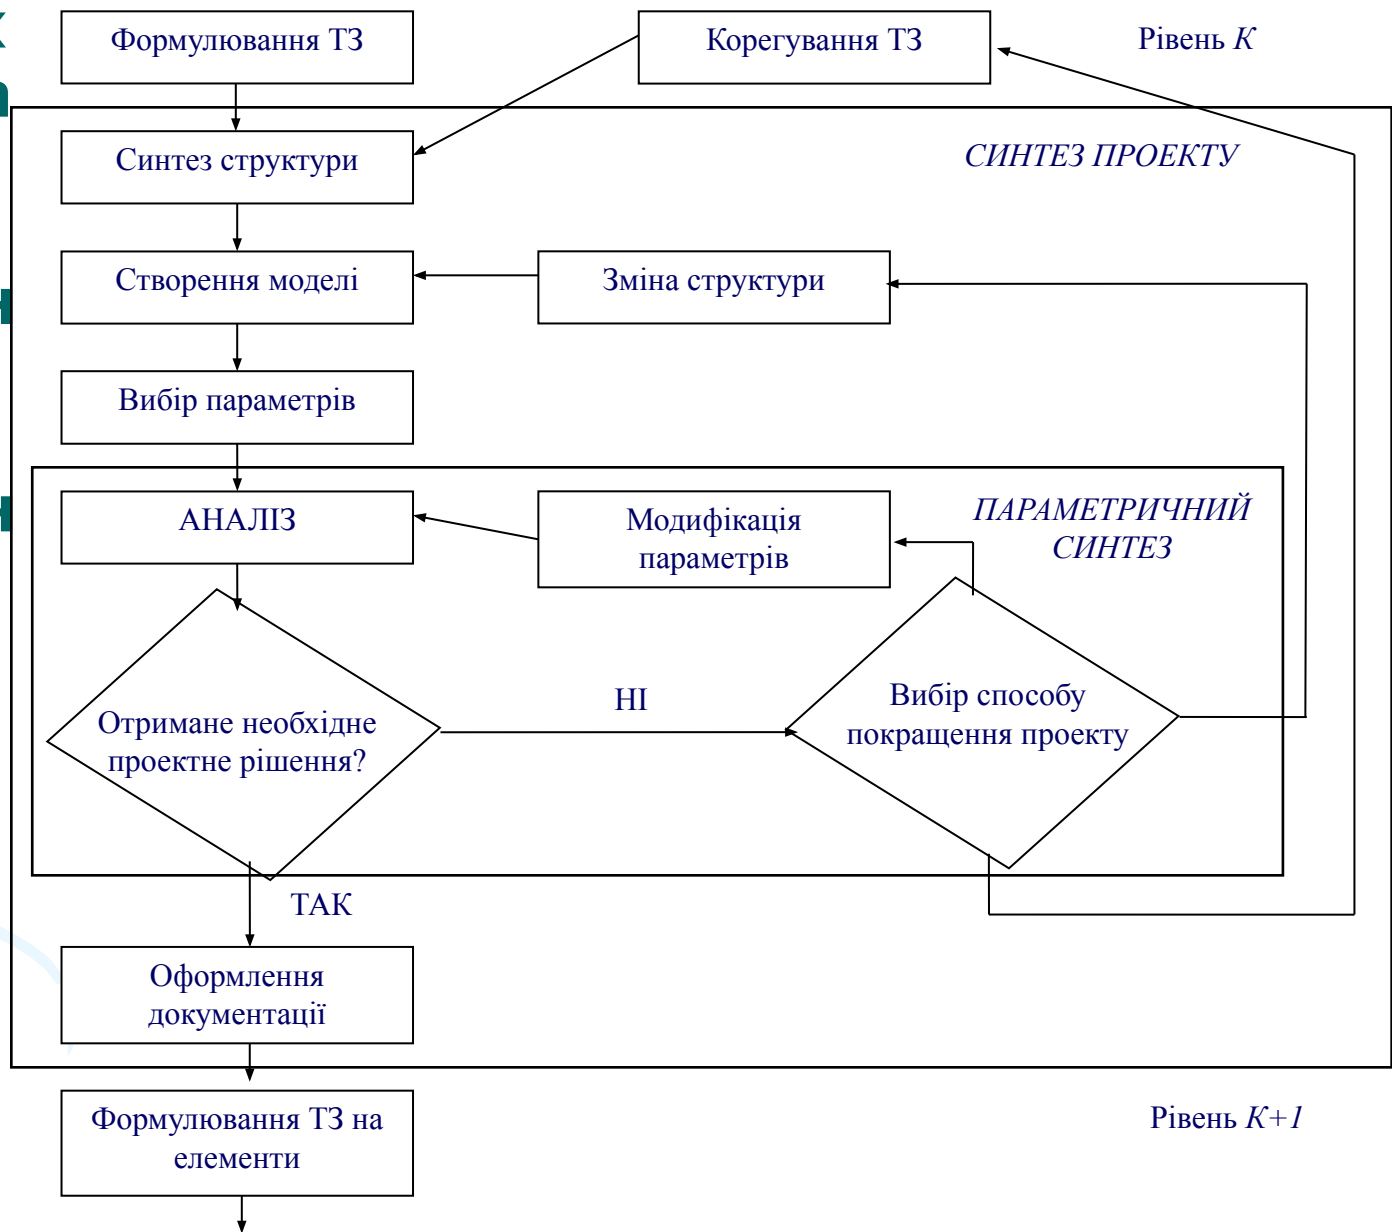 Формулювання ТЗ
Корегування ТЗ
Рівень K
Синтез структури
СИНТЕЗ ПРОЕКТУ
Створення моделі
Зміна структури
Вибір параметрів
АНАЛІЗ
Модифікація
параметрів
ПАРАМЕТРИЧНИЙ
СИНТЕЗ
Отримане необхідне
проектне рішення?
НІ
Вибір способу
покращення проекту
ТАК
Оформлення
документації
Формулювання ТЗ на
елементи
Рівень K+1